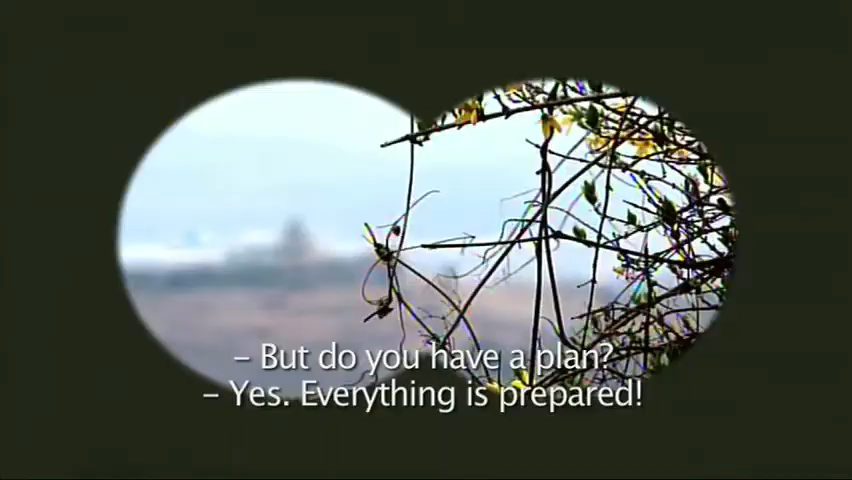 – But do you have a plan?
– Yes. Everything is prepared!